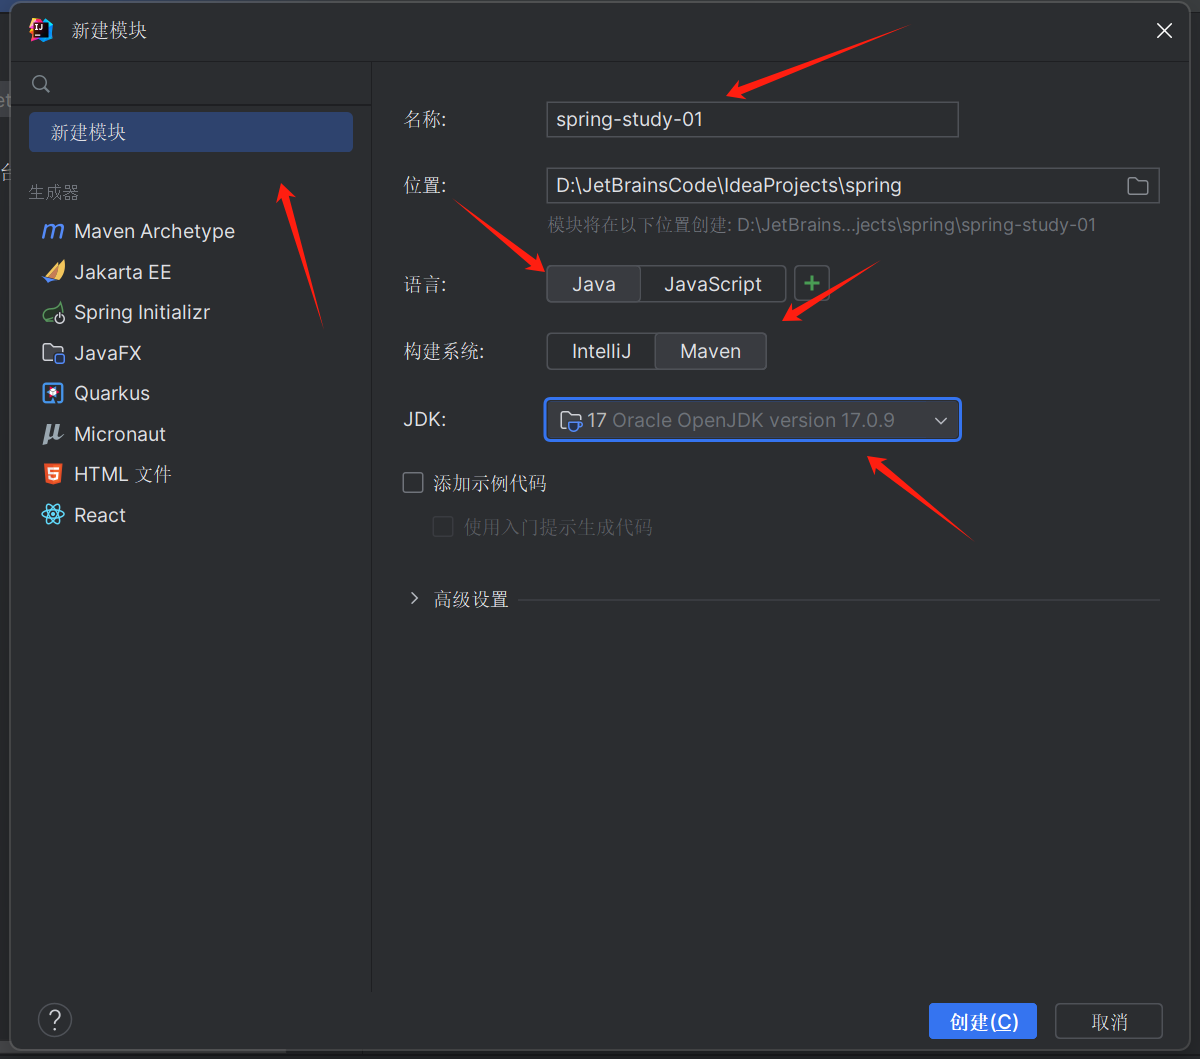 新建模块
新建模块
生成器
Maven Archetype
Jakarta EE
Spring Initializr
JavaFX
Quarkus
Micronaut
HTML 文件
React
名称: spring-study-01
位置: D:\JetBrainsCode\IdeaProjects\spring
模块将在以下位置创建: D:\JetBrains...jects\spring\spring-study-01
语言: Java JavaScript
构建系统: IntelliJ Maven
JDK: 17 Oracle OpenJDK version 17.0.9
添加示例代码
使用入门提示生成代码
高级设置
? 创建(C) 取消